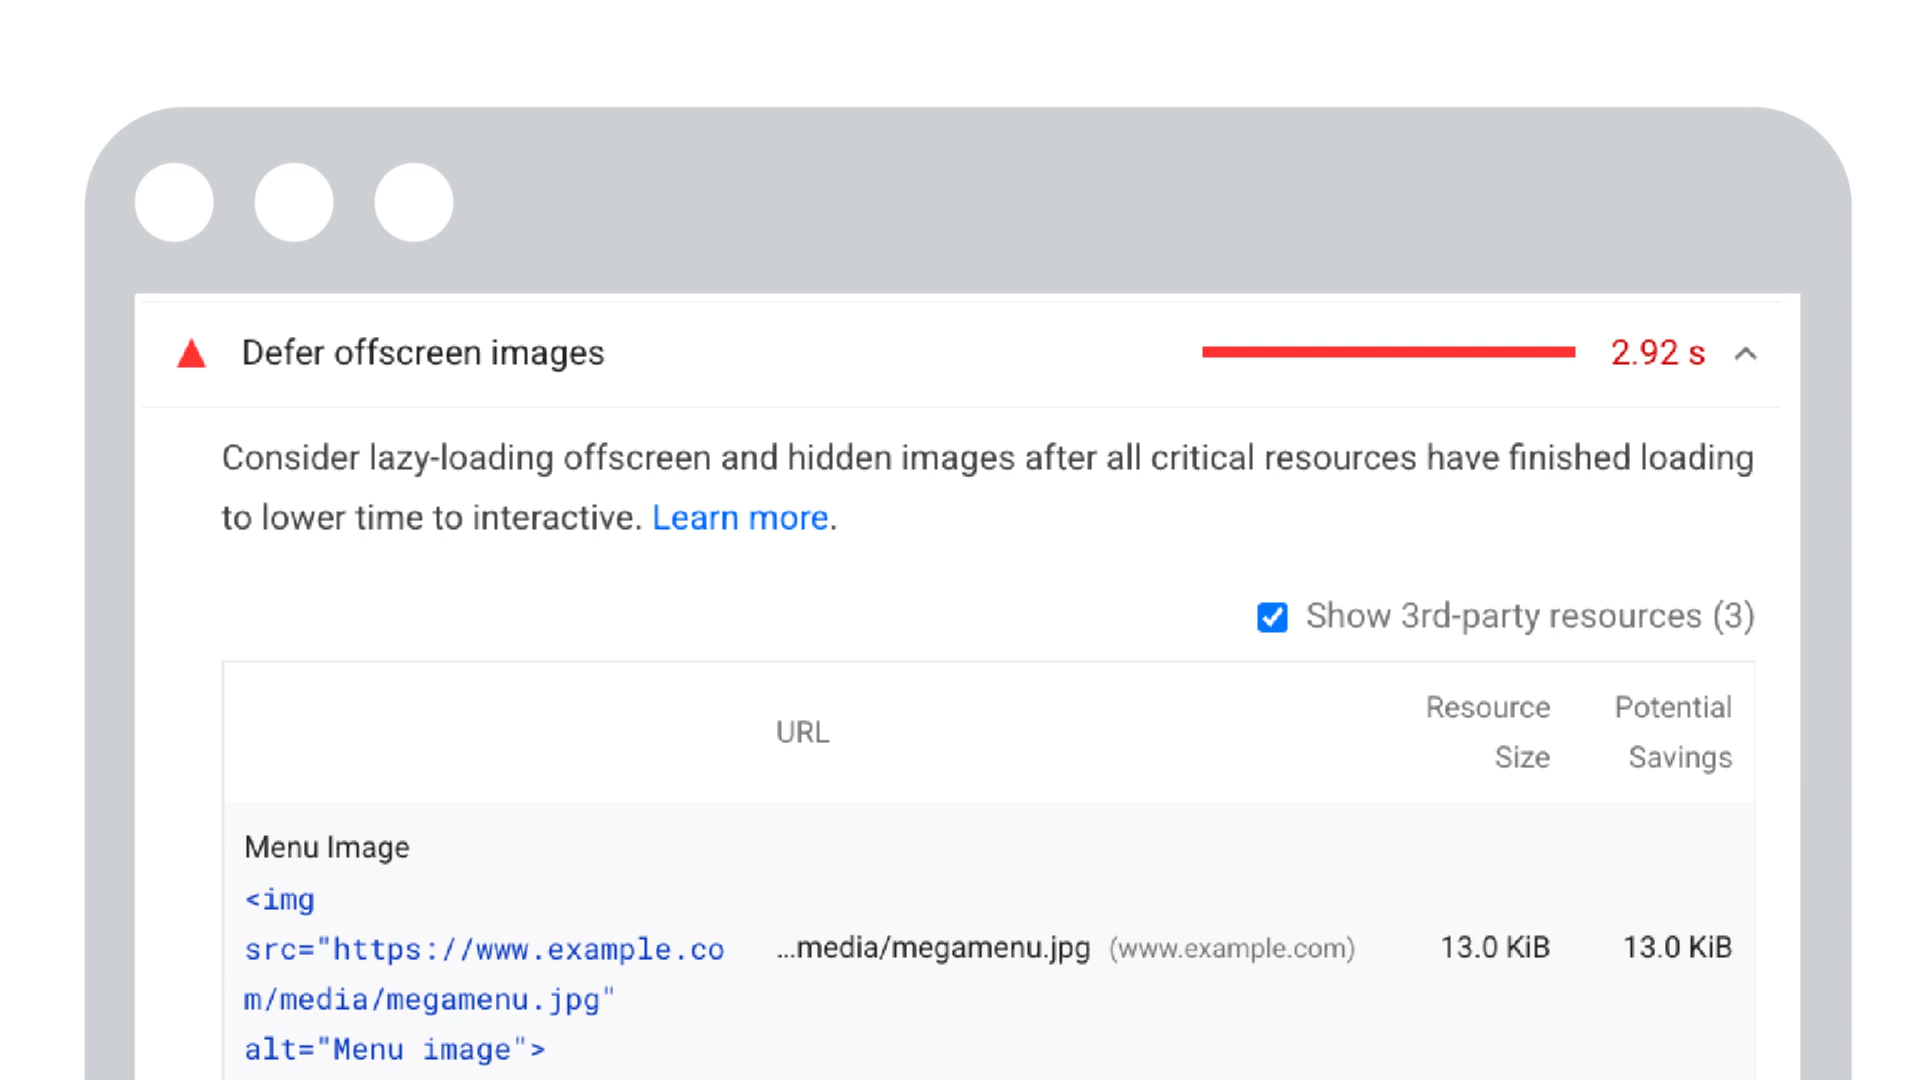 Defer offscreen images 2.92 s
Consider lazy-loading offscreen and hidden images after all critical resources have finished loading
to lower time to interactive. Learn more.
Show 3rd-party resources (3)
URL
Resource
Size
Potential
Savings
Menu Image
<img
src="https://www.example.co
m/media/megamenu.jpg"
alt="Menu image">
...media/megamenu.jpg (www.example.com)
13.0 KiB
13.0 KiB